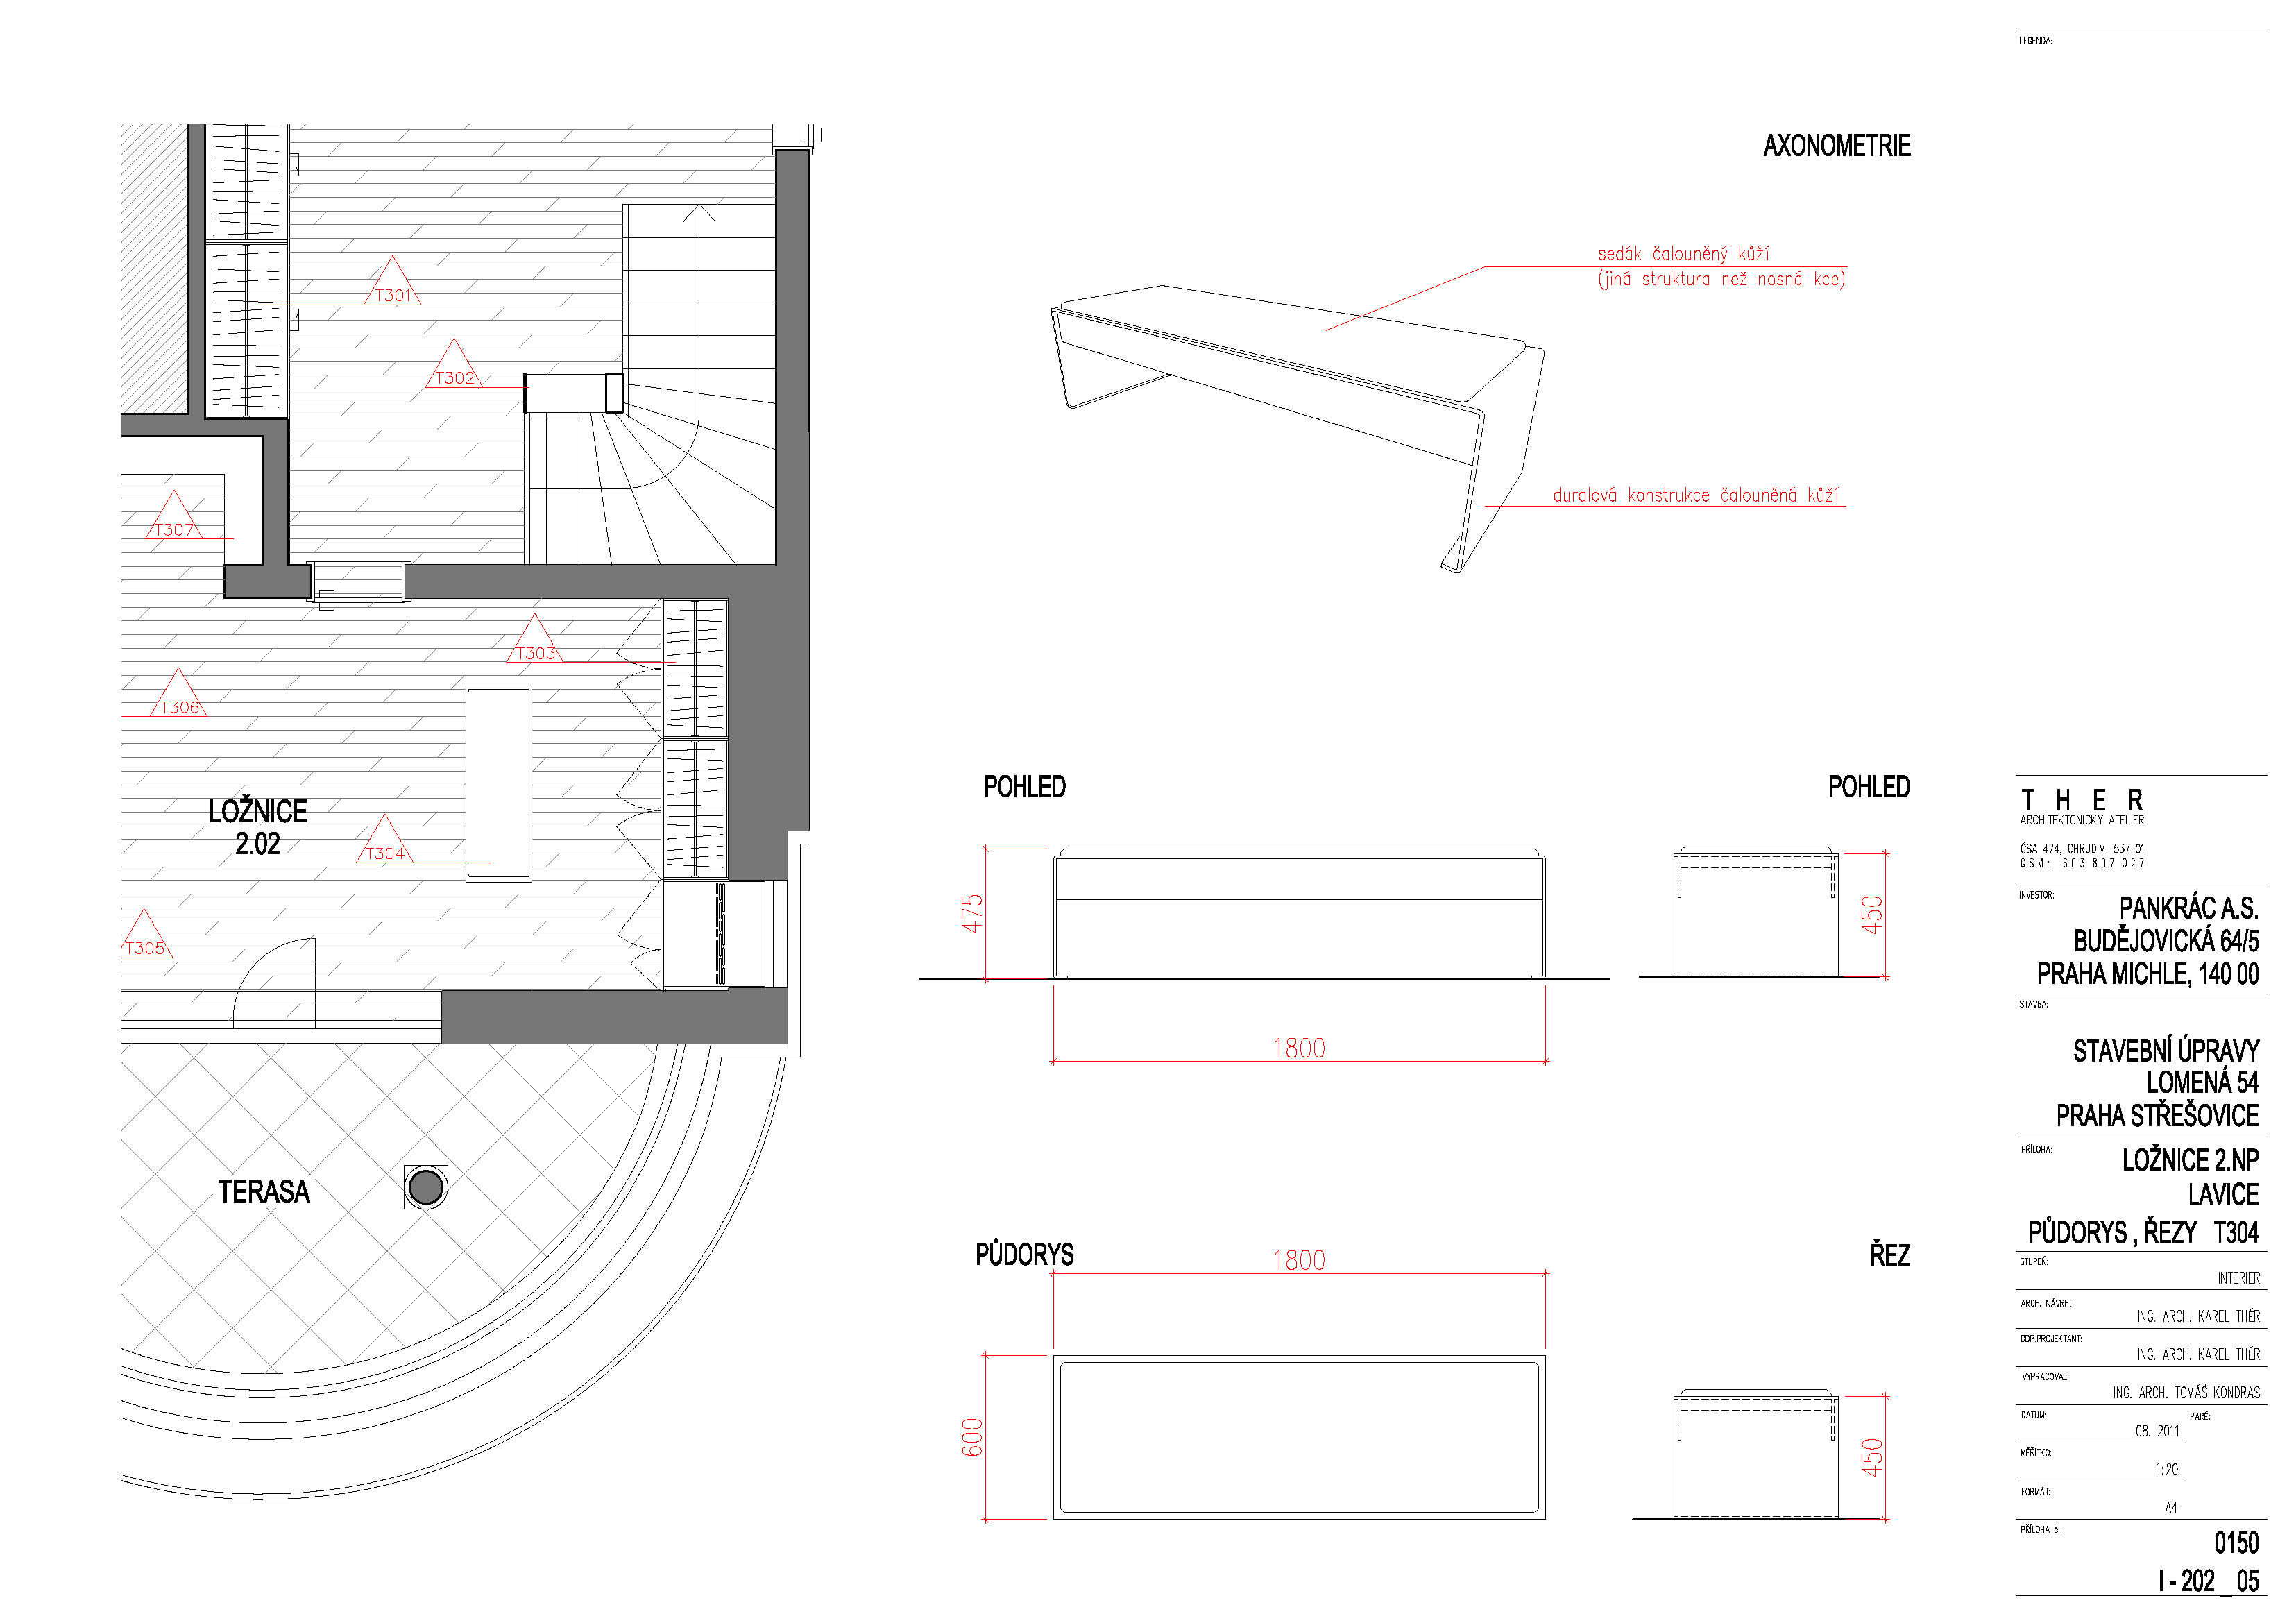 LEGENDA:
AXONOMETRIE
sedák čalouněný kůží
(jiná struktura než nosná kce)
duralová konstrukce čalouněná kůží
T301
T302
T307
T303
T306
LOŽNICE
2.02
T304
T305
TERASA
POHLED
POHLED
475
450
1800
PŮDORYS
1800
ŘEZ
600
450
T H E R
ARCHITEKTONICKÝ ATELIER
ČSA 474, CHRUDIM, 537 01
GSM: 603 807 027
INVESTOR:
PANKRÁC A.S.
BUDĚJOVICKÁ 64/5
PRAHA MICHLE, 140 00
STAVBA:
STAVEBNÍ ÚPRAVY
LOMENÁ 54
PRAHA STŘEŠOVICE
PŘÍLOHA:
LOŽNICE 2.NP
LAVICE
PŮDORYS , ŘEZY T304
STUPEŇ:
INTERIER
ARCH. NÁVRH:
ING. ARCH. KAREL THÉR
ODP.PROJEKTANT:
ING. ARCH. KAREL THÉR
VYPRACOVAL:
ING. ARCH. TOMÁŠ KONDRAS
DATUM:
PARÉ:
08. 2011
MĚŘÍTKO:
1:20
FORMÁT:
A4
PŘÍLOHA č.:
0150
I - 202 _ 05